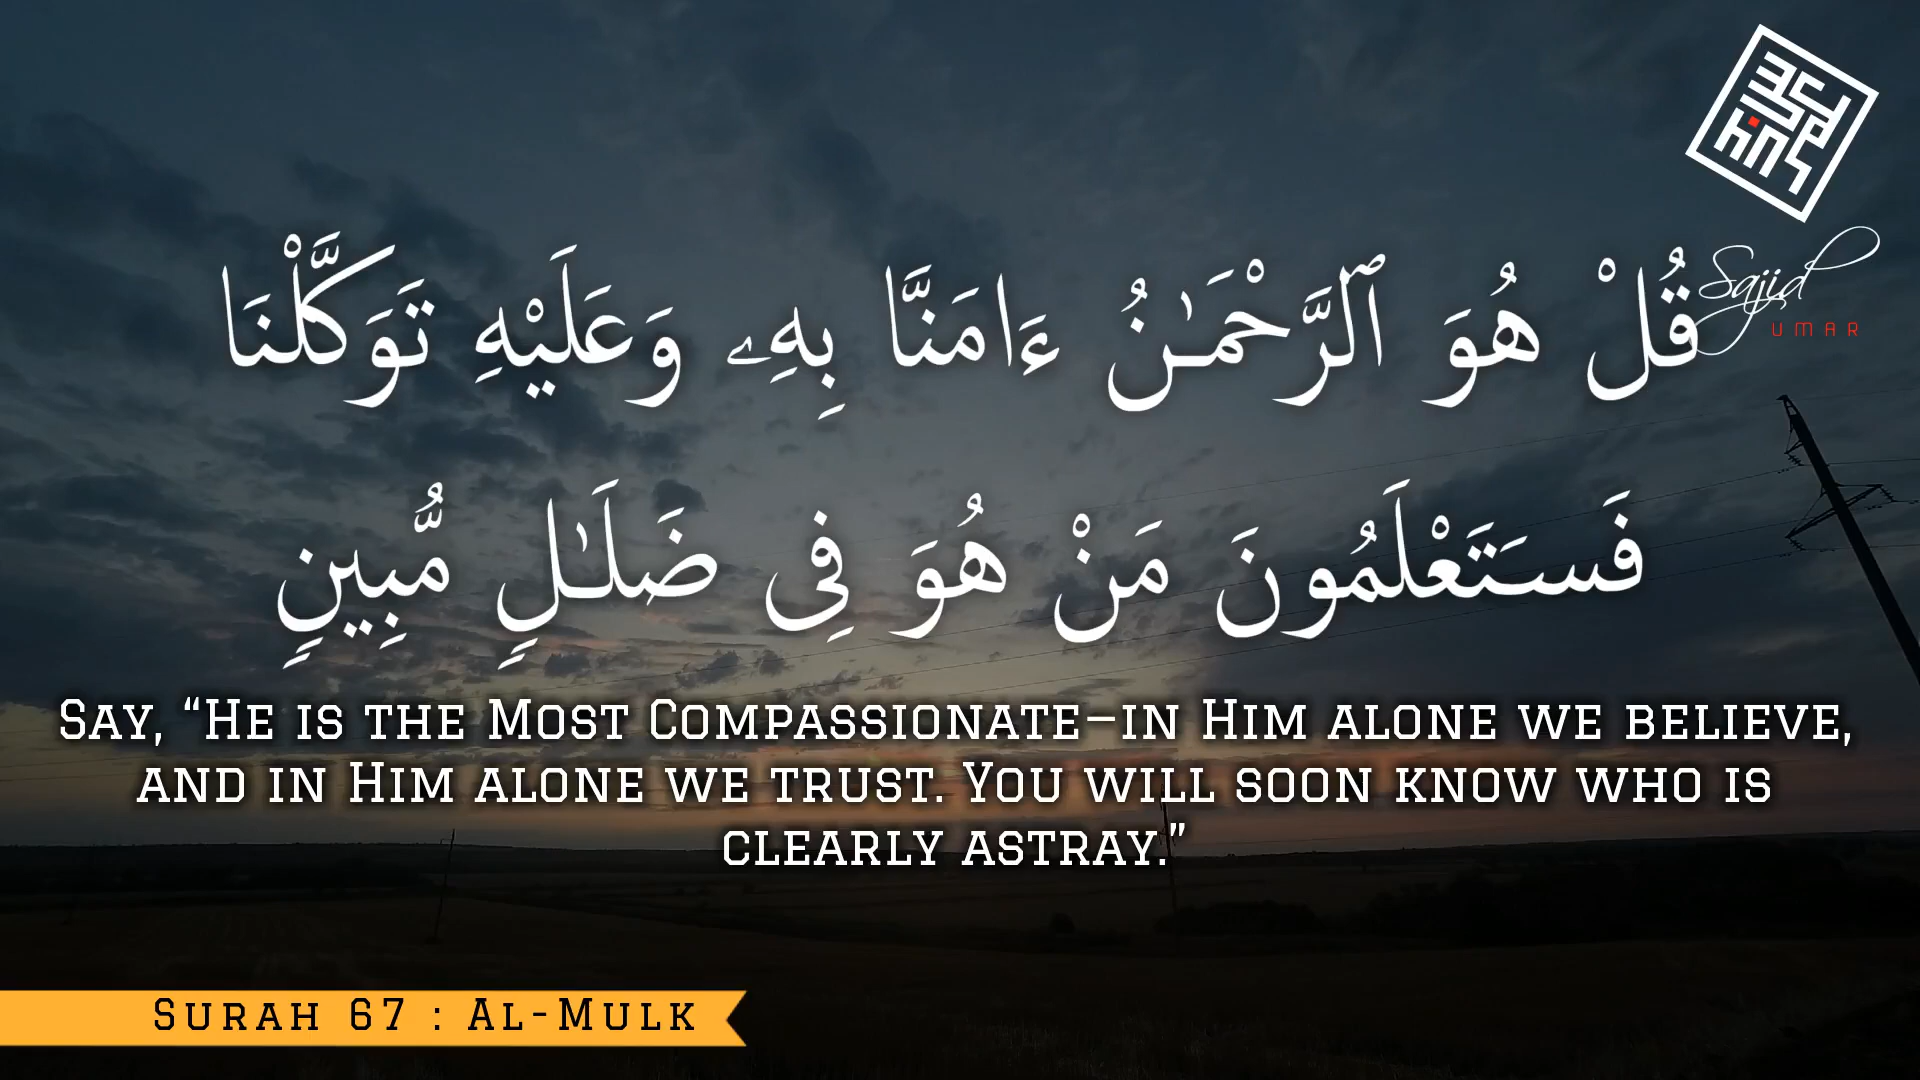 Sajid
UMAR
قُلْ هُوَ ٱلرَّحْمَـٰنُ ءَامَنَّا بِهِۦ وَعَلَيْهِ تَوَكَّلْنَا
فَسَتَعْلَمُونَ مَنْ هُوَ فِى ضَلَـٰلٍ مُّبِينٍ
Say, “He is the Most Compassionate—in Him alone we believe,
and in Him alone we trust. You will soon know who is
clearly astray.”
Surah 67 : Al-Mulk